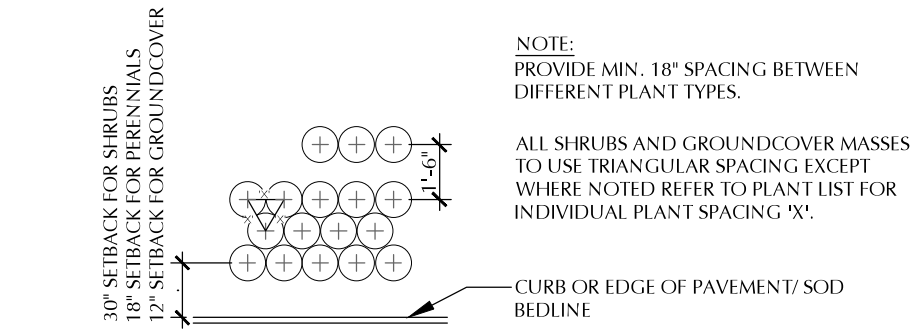 30" SETBACK FOR SHRUBS
18" SETBACK FOR PERENNIALS
12" SETBACK FOR GROUNDCOVER
1'-6"
NOTE:
PROVIDE MIN. 18" SPACING BETWEEN
DIFFERENT PLANT TYPES.
ALL SHRUBS AND GROUNDCOVER MASSES
TO USE TRIANGULAR SPACING EXCEPT
WHERE NOTED REFER TO PLANT LIST FOR
INDIVIDUAL PLANT SPACING 'X'.
CURB OR EDGE OF PAVEMENT/ SOD
BEDLINE